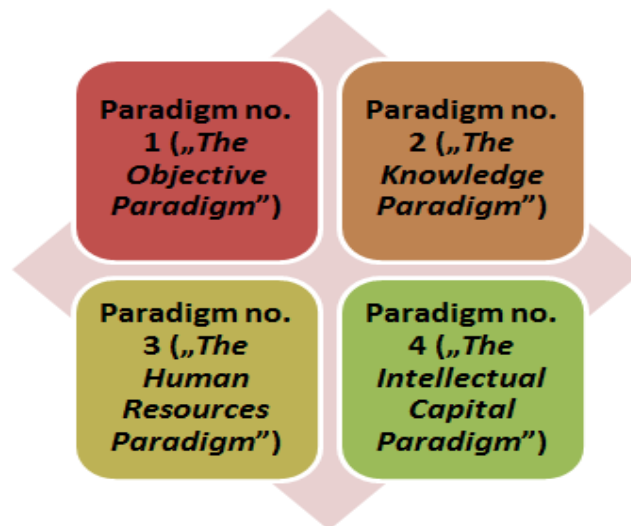 Paradigm no.
1 („The
Objective
Paradigm”)
Paradigm no.
2 („The
Knowledge
Paradigm”)
Paradigm no.
3 („The
Human
Resources
Paradigm”)
Paradigm no.
4 („The
Intellectual
Capital
Paradigm”)